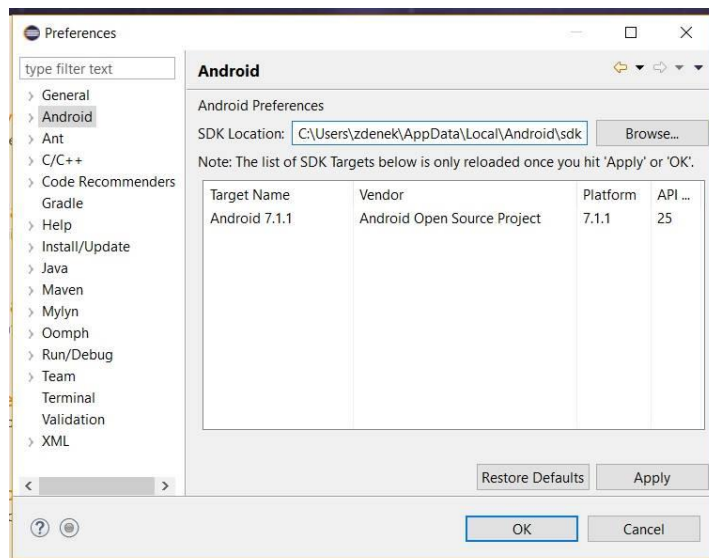 Preferences
type filter text
General
Android
Ant
C/C++
Code Recommenders
Gradle
Help
Install/Update
Java
Maven
Mylyn
Oomph
Run/Debug
Team
Terminal
Validation
XML
Android
Android Preferences
SDK Location: C:\Users\zdenek\AppData\Local\Android\sdk Browse...
Note: The list of SDK Targets below is only reloaded once you hit 'Apply' or 'OK'.
Target Name Vendor Platform API ...
Android 7.1.1 Android Open Source Project 7.1.1 25
Restore Defaults Apply
OK Cancel